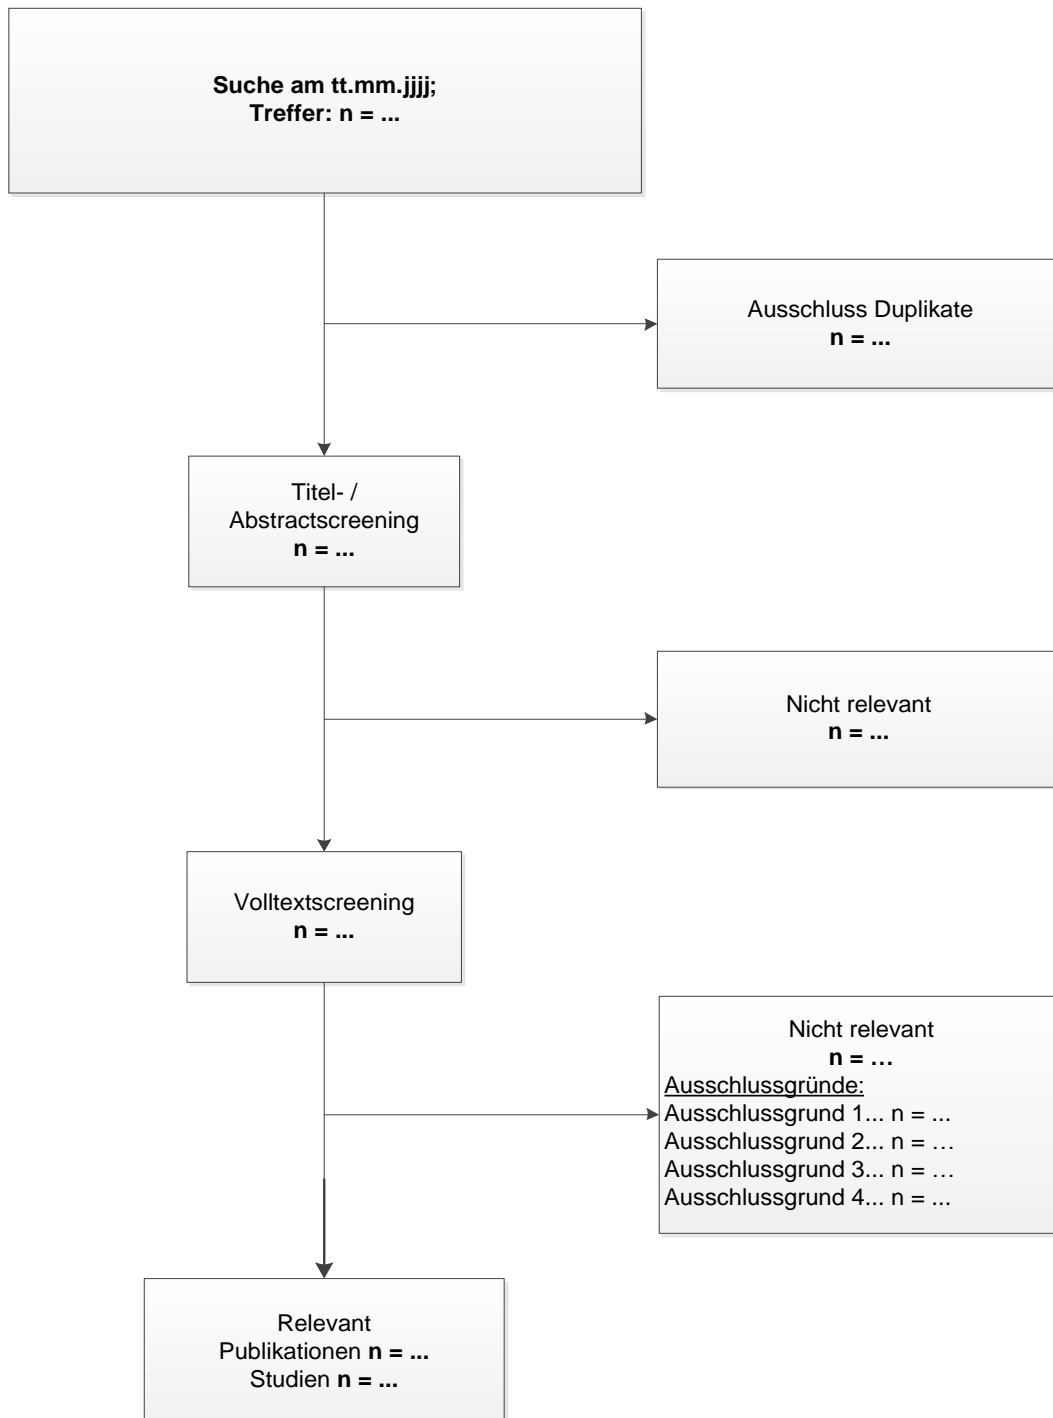 Suche am tt.mm.jjjj;
Treffer: n = ...
Ausschluss Duplikate
n = ...
Titel- /
Abstractscreening
n = ...
Nicht relevant
n = ...
Volltextscreening
n = ...
Nicht relevant
n = …
Ausschlussgründe:
Ausschlussgrund 1... n = ...
Ausschlussgrund 2... n = …
Ausschlussgrund 3... n = …
Ausschlussgrund 4... n = ...
Relevant
Publikationen n = ...
Studien n = ...